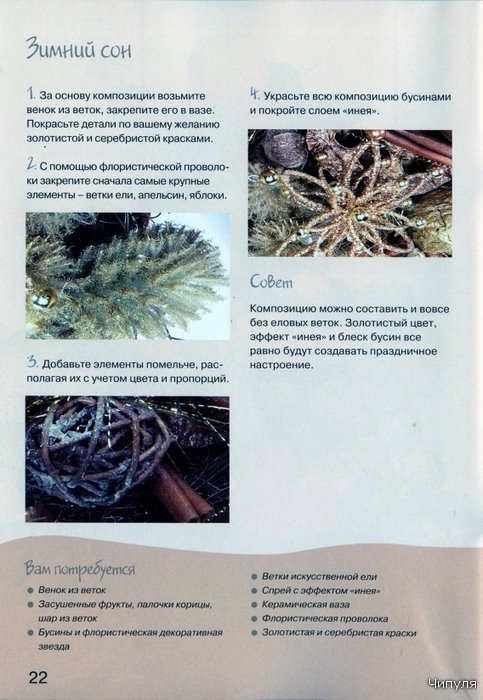 Зимний сон
1. За основу композиции возьмите
венок из веток, закрепите его в вазе.
Покрасьте детали по вашему желанию
золотистой и серебристой красками.
2. С помощью флористической проволо-
ки закрепите сначала самые крупные
элементы – ветки ели, апельсин, яблоки.
3. Добавьте элементы помельче, рас-
полагая их с учетом цвета и пропорций.
4. Украсьте всю композицию бусинами
и покройте слоем «инея».
Совет
Композицию можно составить и вовсе
без еловых веток. Золотистый цвет,
эффект «инея» и блеск бусин все
равно будут создавать праздничное
настроение.
Вам потребуется
• Венок из веток
• Засушенные фрукты, палочки корицы,
шар из веток
• Бусины и флористическая декоративная
звезда
• Ветки искусственной ели
• Спрей с эффектом «инея»
• Керамическая ваза
• Флористическая проволока
• Золотистая и серебристая краски
22
Чипуля